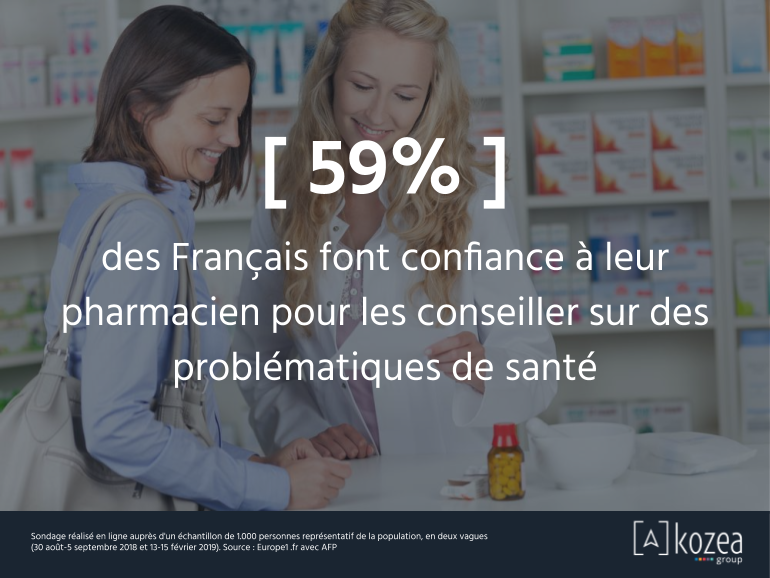 [ 59% ]
des Français font confiance à leur
pharmacien pour les conseiller sur des
problématiques de santé
Sondage réalisé en ligne auprès d'un échantillon de 1.000 personnes représentatif de la population, en deux vagues
(30 août-5 septembre 2018 et 13-15 février 2019). Source : Europe1 .fr avec AFP
[A] kozea
group